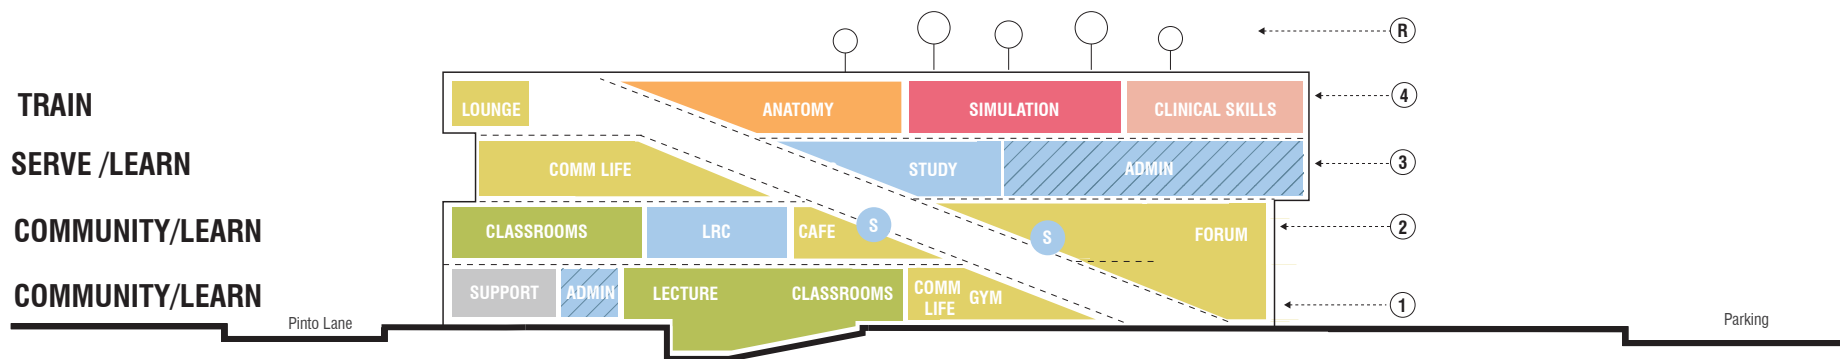 R
TRAIN
LOUNGE
ANATOMY
SIMULATION
CLINICAL SKILLS
4
SERVE /LEARN
COMM LIFE
STUDY
ADMIN
3
COMMUNITY/LEARN
CLASSROOMS
LRC
CAFE
S
S
FORUM
2
COMMUNITY/LEARN
SUPPORT
ADMIN
LECTURE
CLASSROOMS
COMM
LIFE
GYM
1
Pinto Lane
Parking